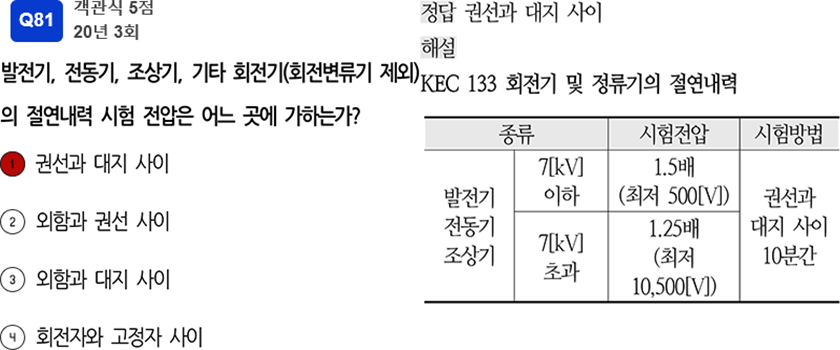 Q81
객관식 5점
20년 3회
발전기, 전동기, 조상기, 기타 회전기(회전변류기 제외)
의 절연내력 시험 전압은 어느 곳에 가하는가?
1 권선과 대지 사이
2 외함과 권선 사이
3 외함과 대지 사이
4 회전자와 고정자 사이
정답 권선과 대지 사이
해설
KEC 133 회전기 및 정류기의 절연내력
종류 시험전압 시험방법
발전기
전동기
조상기
7[kV]
이하
1.5배
(최저 500[V])
7[kV]
초과
1.25배
(최저
10,500[V])
권선과
대지 사이
10분간